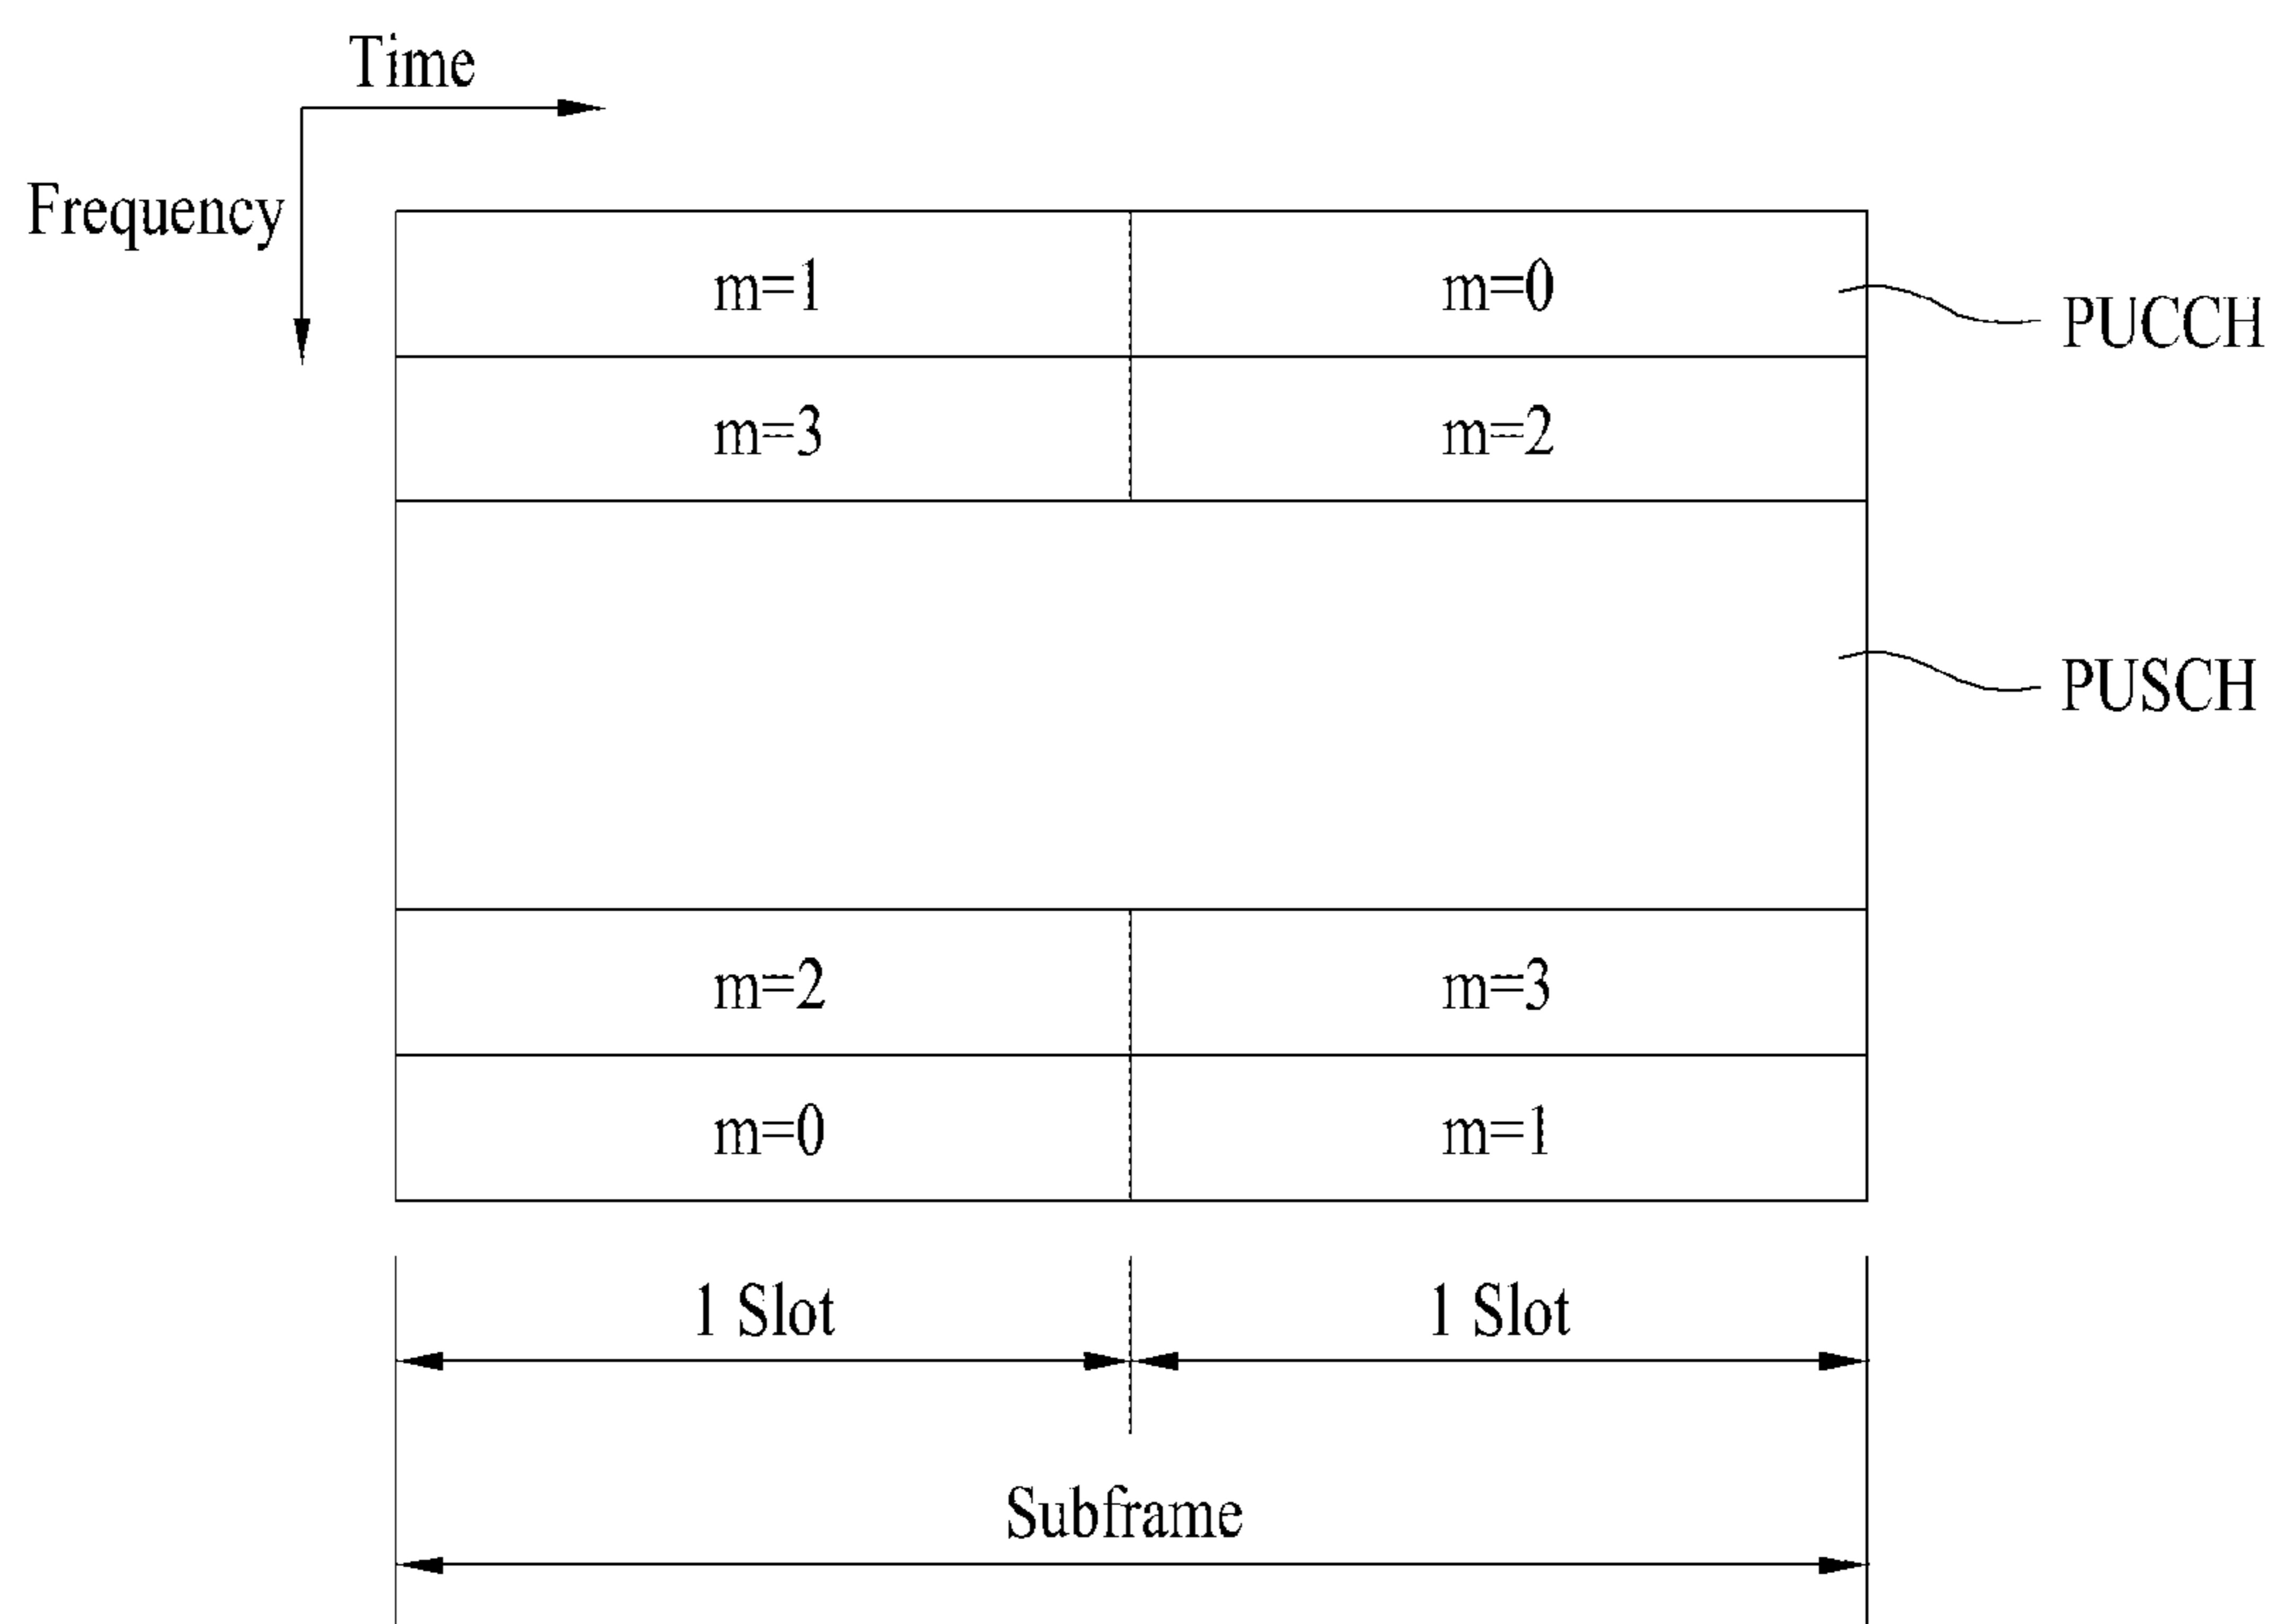 Time
Frequency
m=1 m=0
PUCCH
m=3 m=2
PUSCH
m=2 m=3
m=0 m=1
1 Slot 1 Slot
Subframe